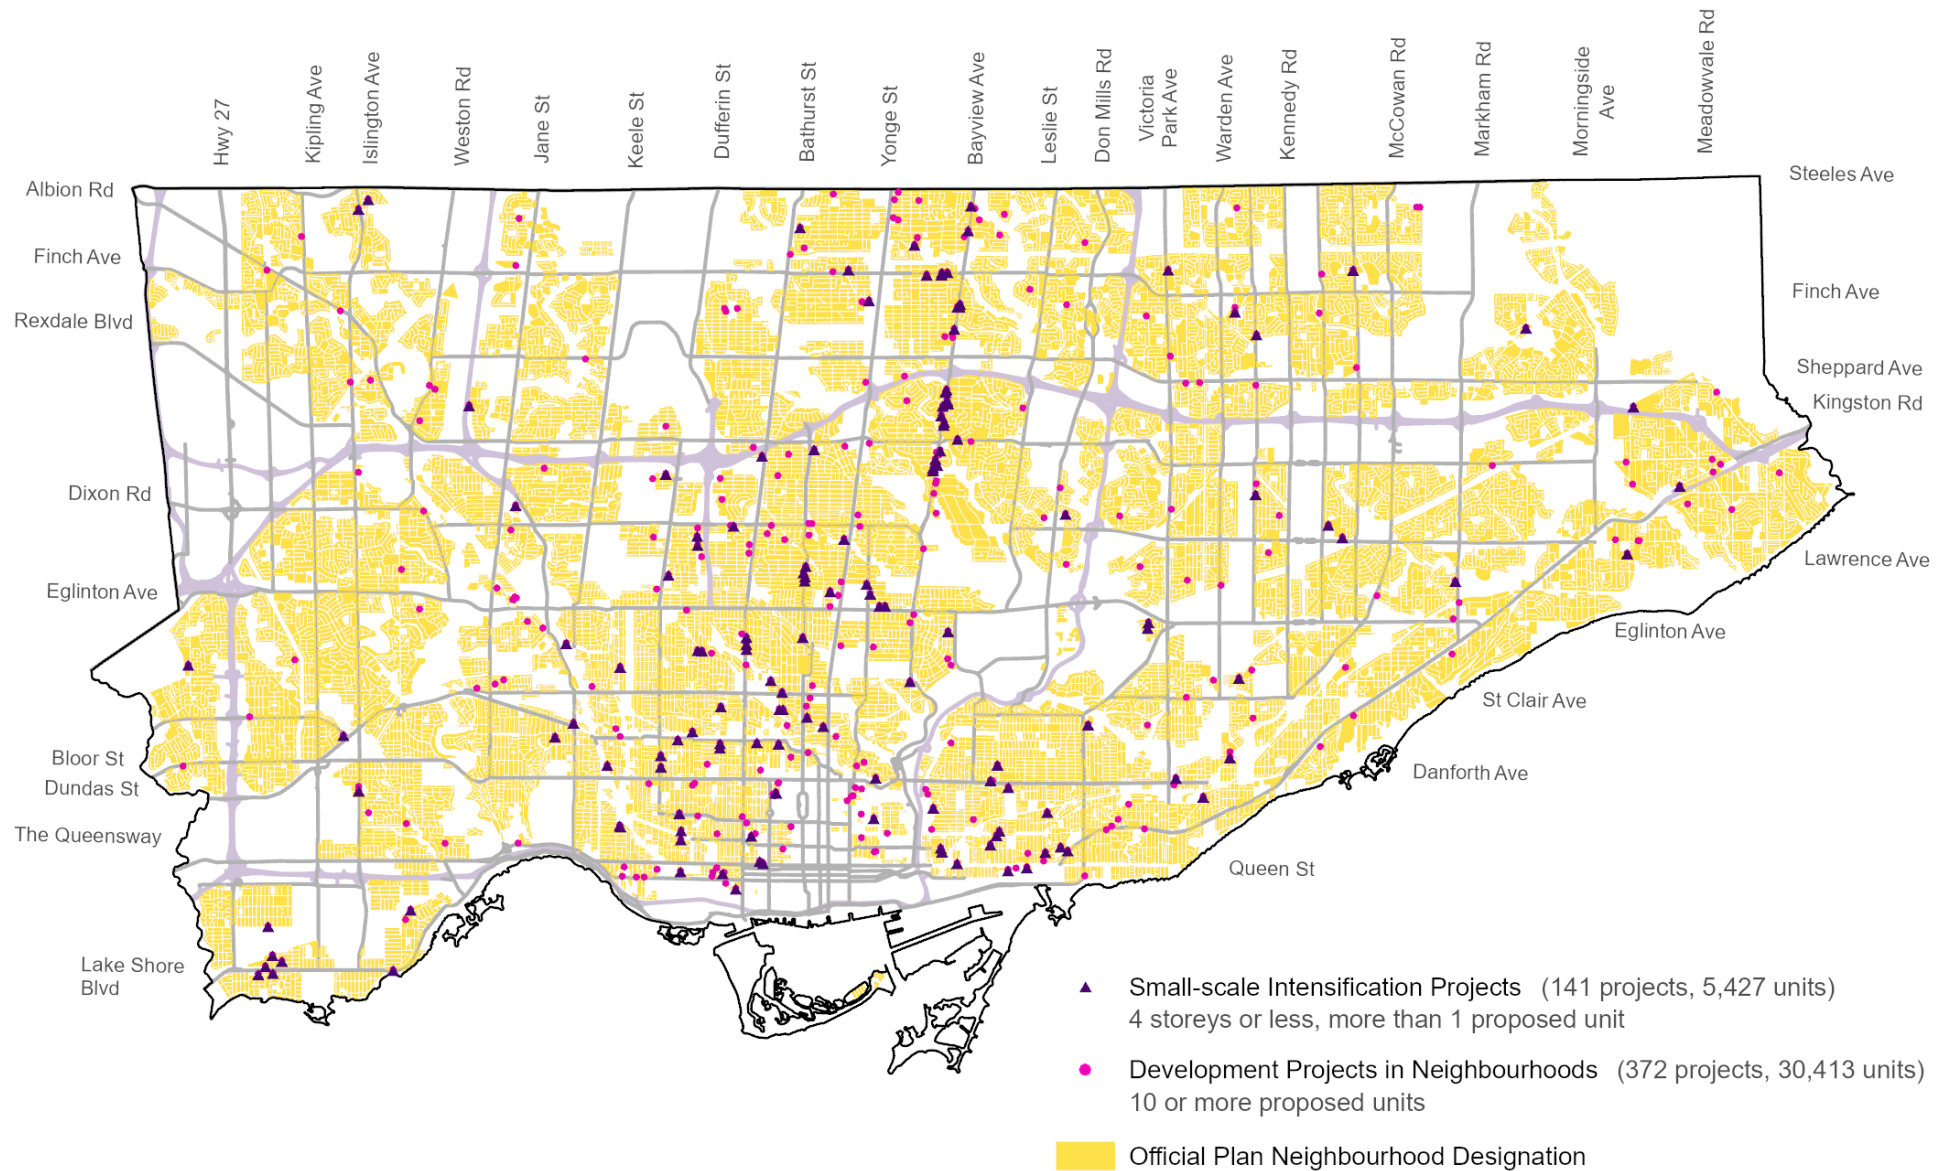 Hwy 27
Kipling Ave
Islington Ave
Weston Rd
Jane St
Keele St
Dufferin St
Bathurst St
Yonge St
Bayview Ave
Leslie St
Don Mills Rd
Victoria
Park Ave
Warden Ave
Kennedy Rd
McCowan Rd
Markham Rd
Morningside
Ave
Meadowvale Rd
Albion Rd
Finch Ave
Rexdale Blvd
Dixon Rd
Eglinton Ave
Bloor St
Dundas St
The Queensway
Lake Shore
Blvd
Steeles Ave
Finch Ave
Sheppard Ave
Kingston Rd
Lawrence Ave
Eglinton Ave
St Clair Ave
Danforth Ave
Queen St
Small-scale Intensification Projects (141 projects, 5,427 units)
4 storeys or less, more than 1 proposed unit
Development Projects in Neighbourhoods (372 projects, 30,413 units)
10 or more proposed units
Official Plan Neighbourhood Designation